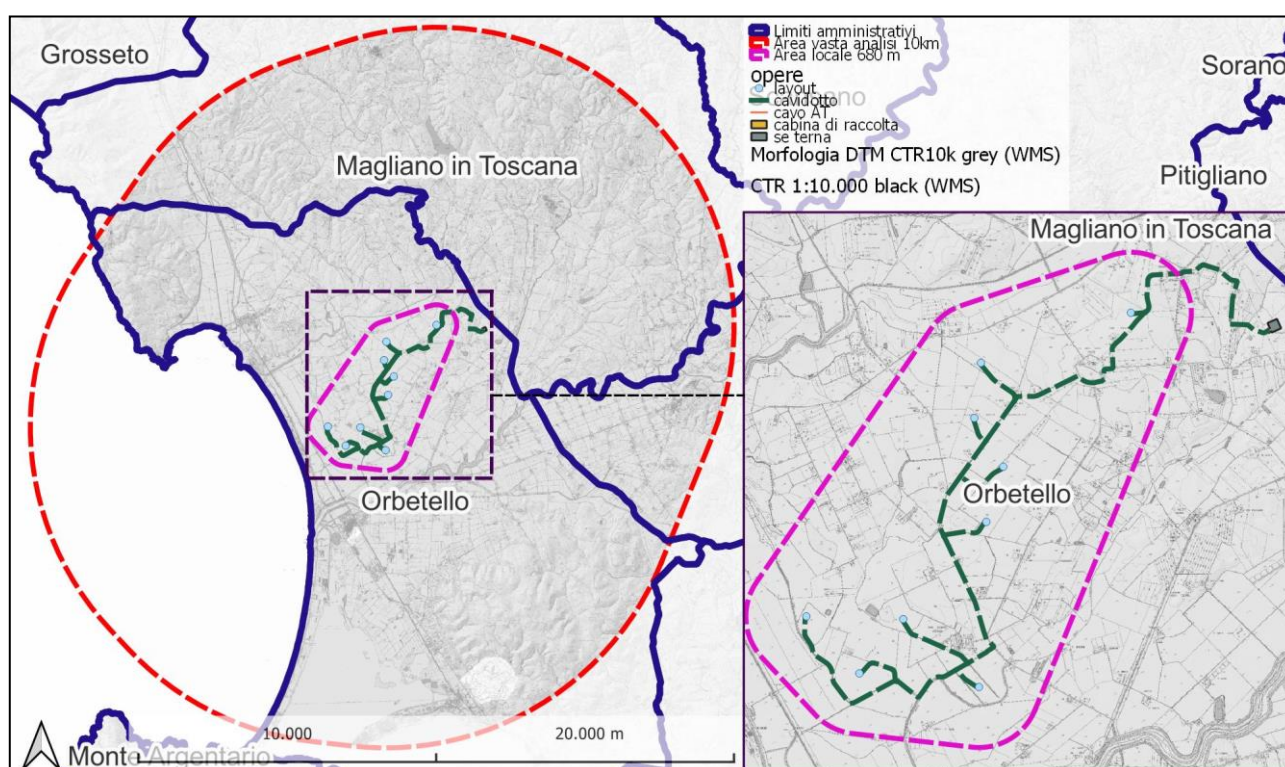 Grosseto
Limiti amministrativi
Area vasta analisi 10km
Area locale 680 m
opere
layout
cavidotto
cavo AT
cabina di raccolta
se terna
Morfologia DTM CTR10k grey (WMS)
CTR 1:10.000 black (WMS)
Sorano
Magliano in Toscana
Pitigliano
Magliano in Toscana
Orbetello
Orbetello
10.000
20.000 m
Monte Argentario